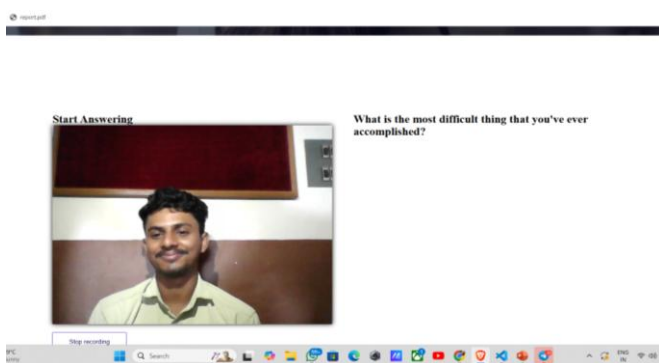 report.pdf
Start Answering
What is the most difficult thing that you've ever
accomplished?
Stop recording
Search
ENG
IN